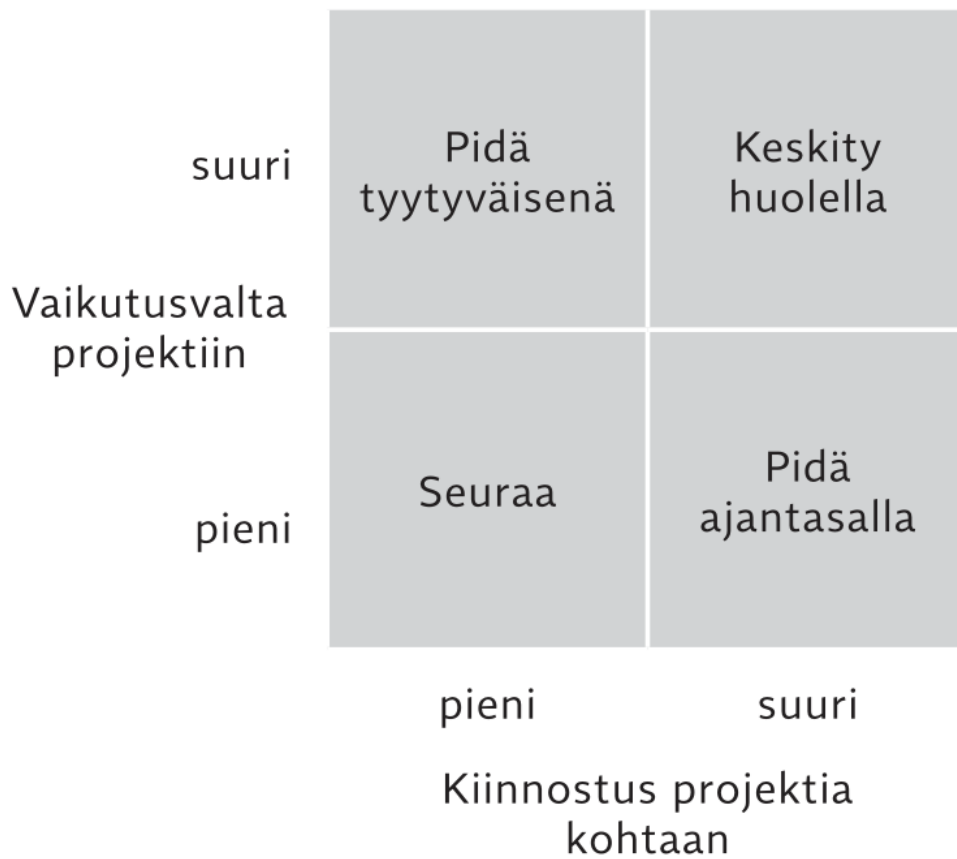 suuri
Pidä
tyytyväisenä
Keskity
huolella
Vaikutusvalta
projektiin
pieni
Seuraa
Pidä
ajantasalla
pieni
suuri
Kiinnostus projektia
kohtaan